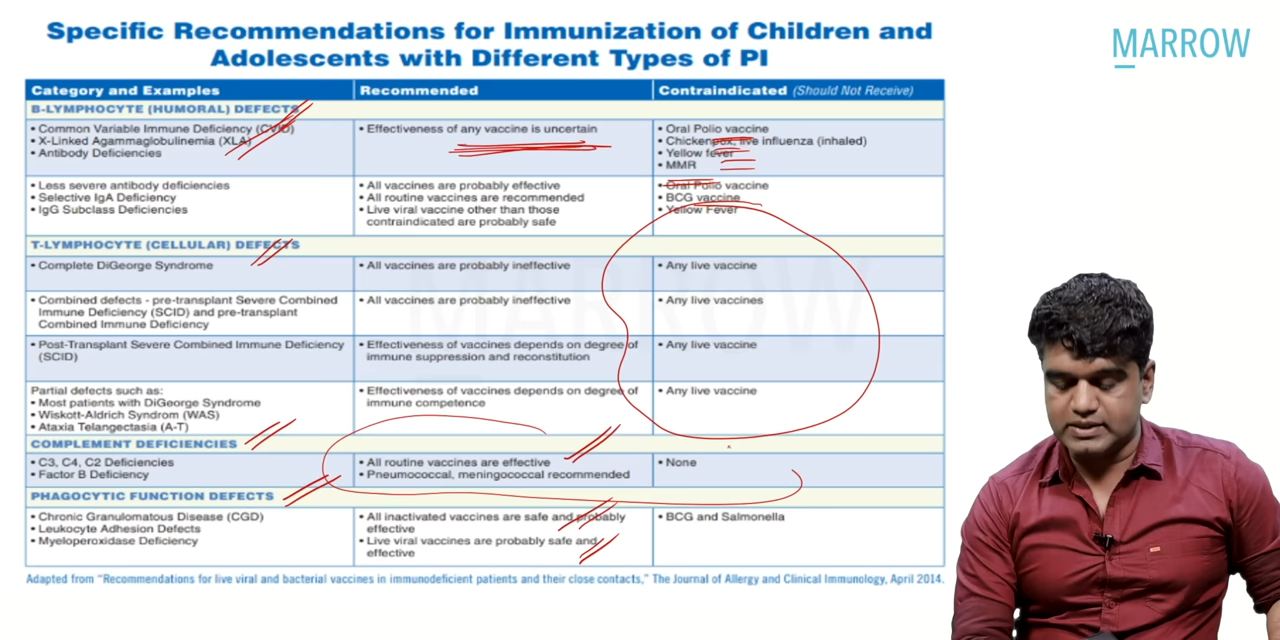 Specific Recommendations for Immunization of Children and
Adolescents with Different Types of PI
MARROW
Category and Examples
Recommended
Contraindicated (Should Not Receive)
B-LYMPHOCYTE (HUMORAL) DEFECTS
• Common Variable Immune Deficiency (CVID)
• X-Linked Agammaglobulinemia (XLA)
• Antibody Deficiencies
• Effectiveness of any vaccine is uncertain
• Oral Polio vaccine
• Chickenpox, live influenza (inhaled)
• Yellow fever
• MMR
• Less severe antibody deficiencies
• Selective IgA Deficiency
• IgG Subclass Deficiencies
• All vaccines are probably effective
• All routine vaccines are recommended
• Live viral vaccine other than those
contraindicated are probably safe
• Oral Polio vaccine
• BCG vaccine
• Yellow Fever
T-LYMPHOCYTE (CELLULAR) DEFECTS
• Complete DiGeorge Syndrome
• All vaccines are probably ineffective
• Any live vaccine
• Combined defects - pre-transplant Severe Combined
Immune Deficiency (SCID) and pre-transplant
Combined Immune Deficiency
• All vaccines are probably ineffective
• Any live vaccines
• Post-Transplant Severe Combined Immune Deficiency
(SCID)
• Effectiveness of vaccines depends on degree of
immune suppression and reconstitution
• Any live vaccine
Partial defects such as:
• Most patients with DiGeorge Syndrome
• Wiskott-Aldrich Syndrom (WAS)
• Ataxia Telangectasia (A-T)
• Effectiveness of vaccines depends on degree of
immune competence
• Any live vaccine
COMPLEMENT DEFICIENCIES
• C3, C4, C2 Deficiencies
• Factor B Deficiency
• All routine vaccines are effective
• Pneumococcal, meningococcal recommended
• None
PHAGOCYTIC FUNCTION DEFECTS
• Chronic Granulomatous Disease (CGD)
• Leukocyte Adhesion Defects
• Myeloperoxidase Deficiency
• All inactivated vaccines are safe and probably
effective
• Live viral vaccines are probably safe and
effective
• BCG and Salmonella
Adapted from "Recommendations for live viral and bacterial vaccines in immunodeficient patients and their close contacts," The Journal of Allergy and Clinical Immunology, April 2014.
MARROW